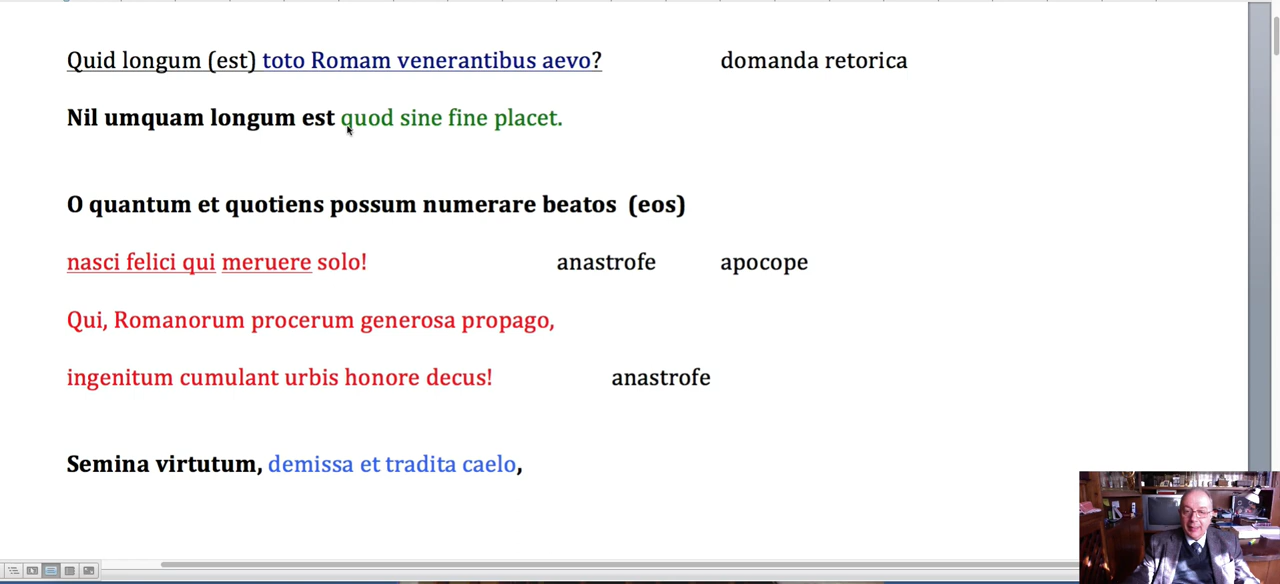 Quid longum (est) toto Romam venerantibus aevo? domanda retorica
Nil umquam longum est quod sine fine placet.
O quantum et quotiens possum numerare beatos (eos)
nasci felici qui meruere solo! anastrofe apocope
Qui, Romanorum procerum generosa propago,
ingenitum cumulant urbis honore decus! anastrofe
Semina virtutum, demissa et tradita caelo,